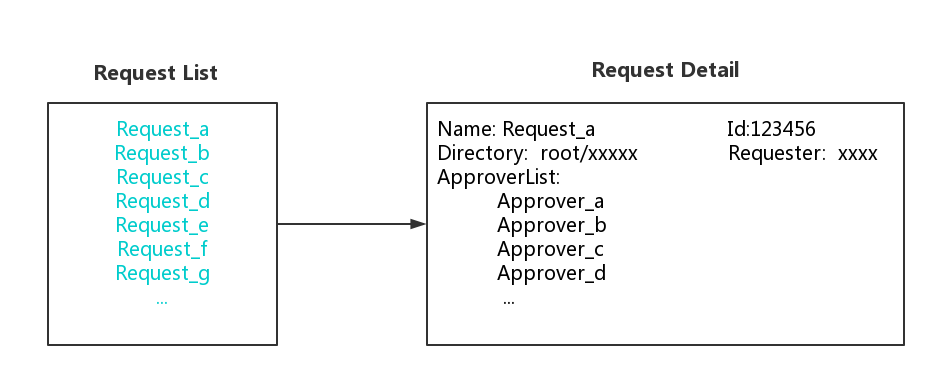 Request List
Request_a
Request_b
Request_c
Request_d
Request_e
Request_f
Request_g
...
Request Detail
Name: Request_a Id:123456
Directory: root/xxxxx Requester: xxxx
ApproverList:
Approver_a
Approver_b
Approver_c
Approver_d
...